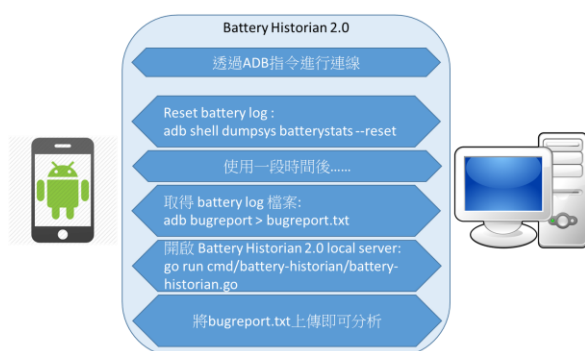 Battery Historian 2.0
透過ADB指令進行連線
Reset battery log :
adb shell dumpsys batterystats --reset
使用一段時間後……
取得 battery log 檔案:
adb bugreport > bugreport.txt
開啟 Battery Historian 2.0 local server:
go run cmd/battery-historian/battery-
historian.go
將bugreport.txt上傳即可分析